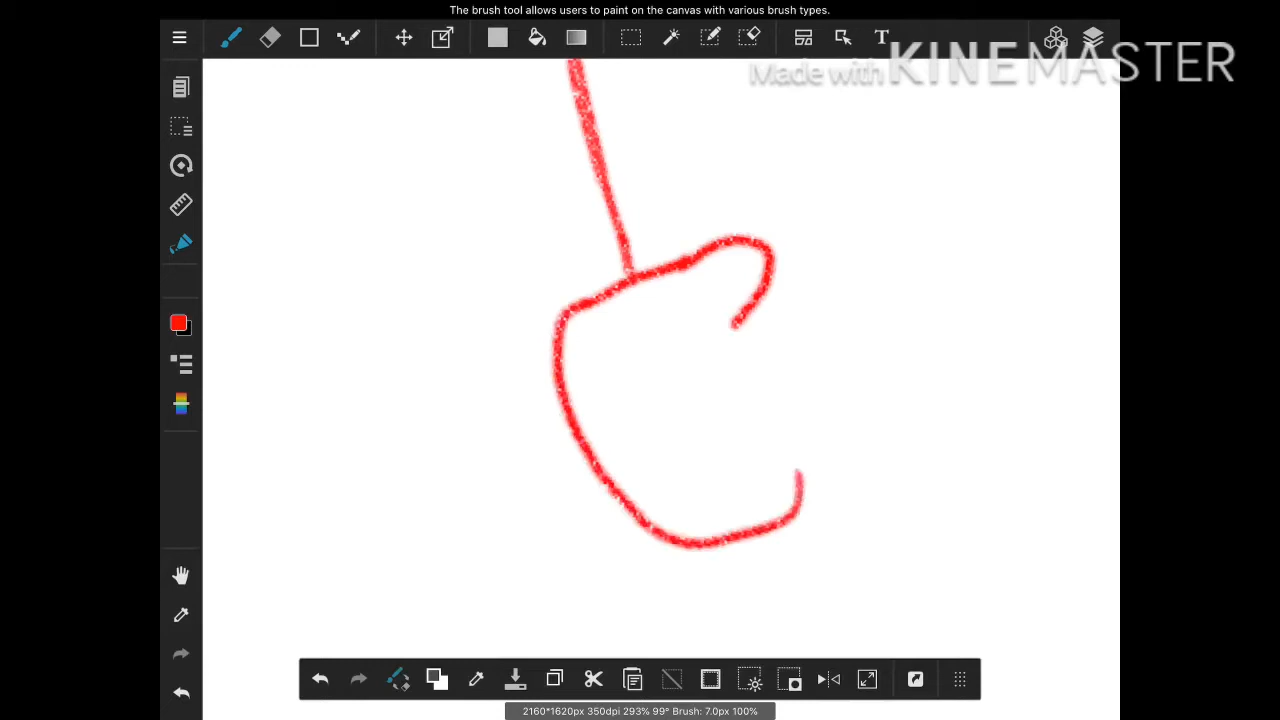 The brush tool allows users to paint on the canvas with various brush types.
T
Made with KINEMASTER
2160*1620px 350dpi 293% 99° Brush: 7.0px 100%